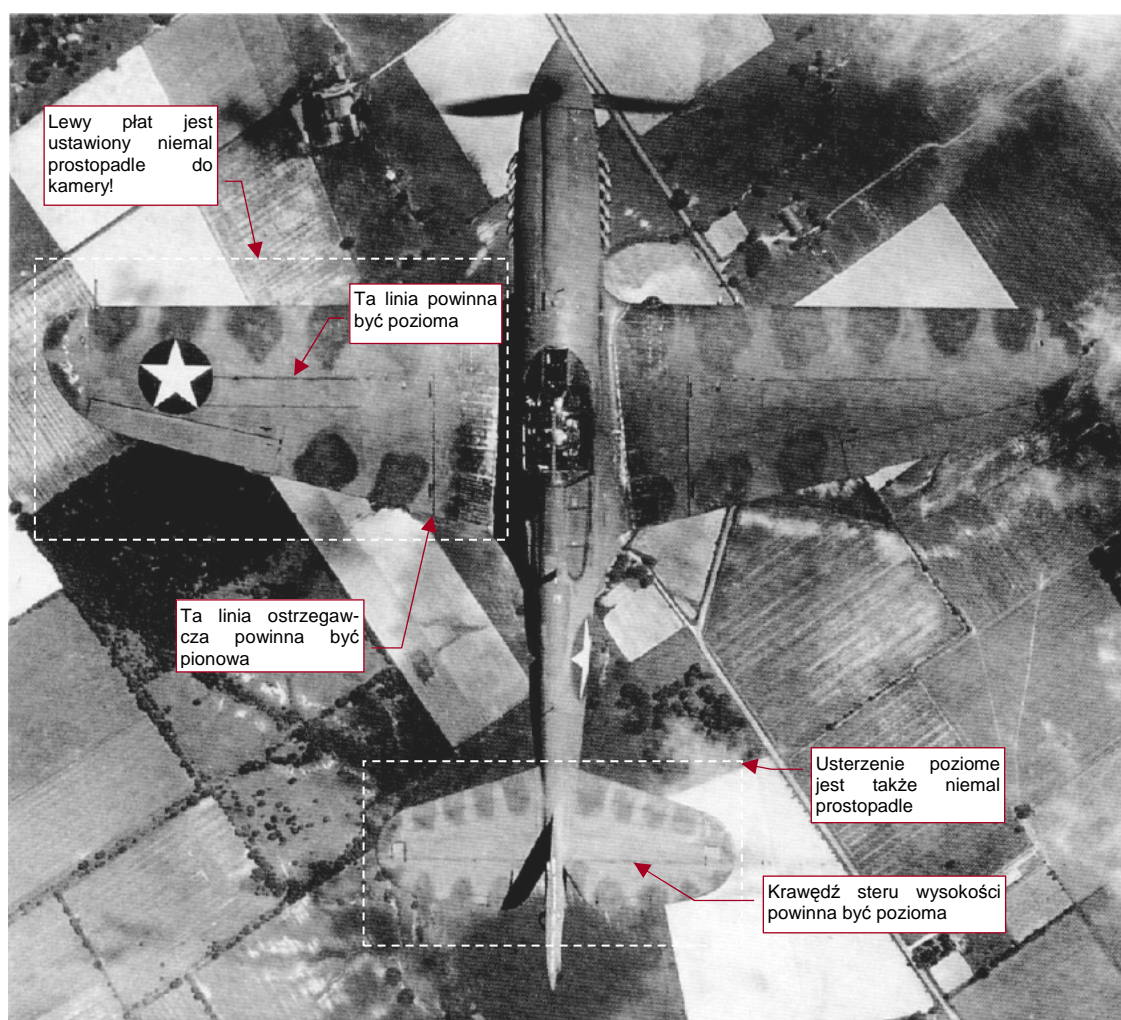 Lewy płat jest
ustawiony niemal
prostopadle do
kamery!
Ta linia powinna
być pozioma
Ta linia ostrzegaw-
cza powinna być
pionowa
Usterzenie poziome
jest także niemal
prostopadle
Krawędź steru wysokości
powinna być pozioma